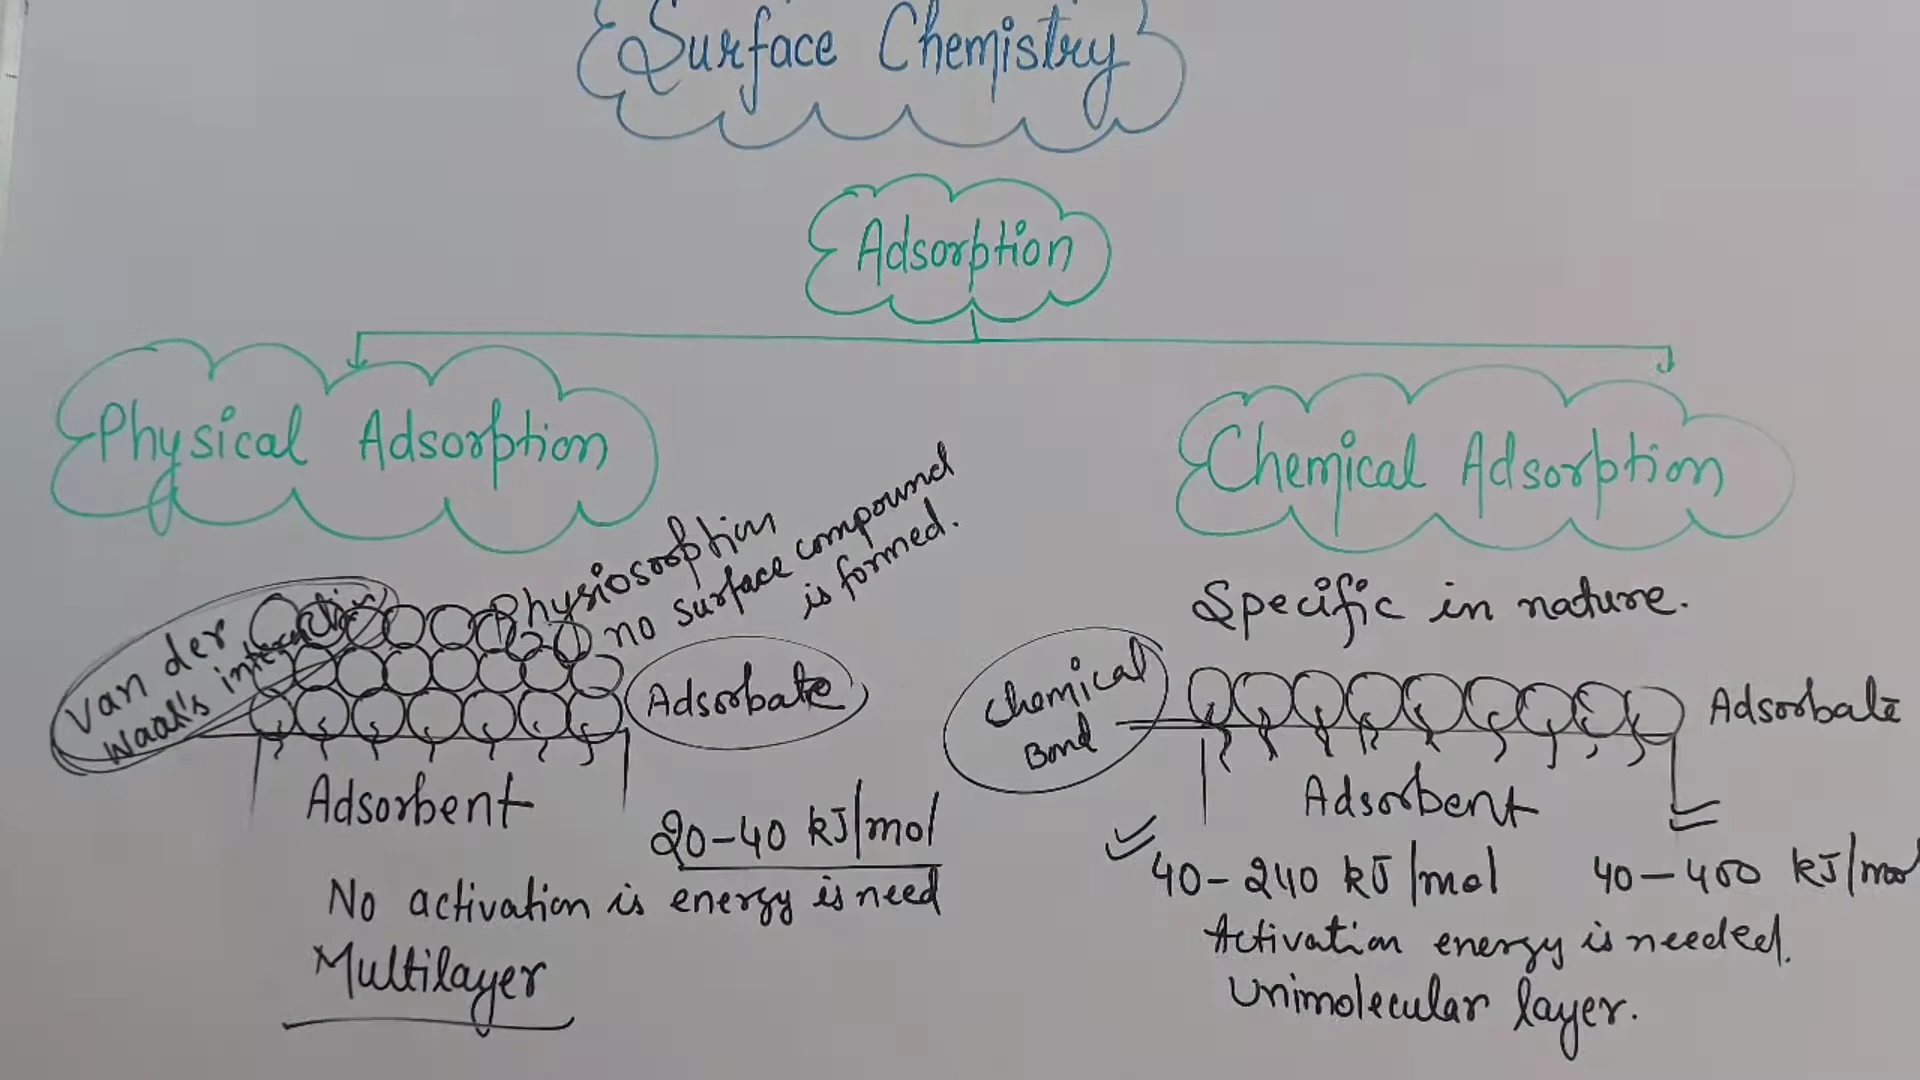 Surface Chemistry
Adsorption
Physical Adsorption
Chemical Adsorption
Physiosorption
no surface compound
is formed.
Van der
Waal's interaction
Adsorbate
Adsorbent
20-40 kJ/mol
No activation is energy is need
Multilayer
Specific in nature.
Chemical
Bond
Adsorbate
Adsorbent
40-240 kJ/mol 40-400 kJ/mol
Activation energy is needed.
Unimolecular layer.